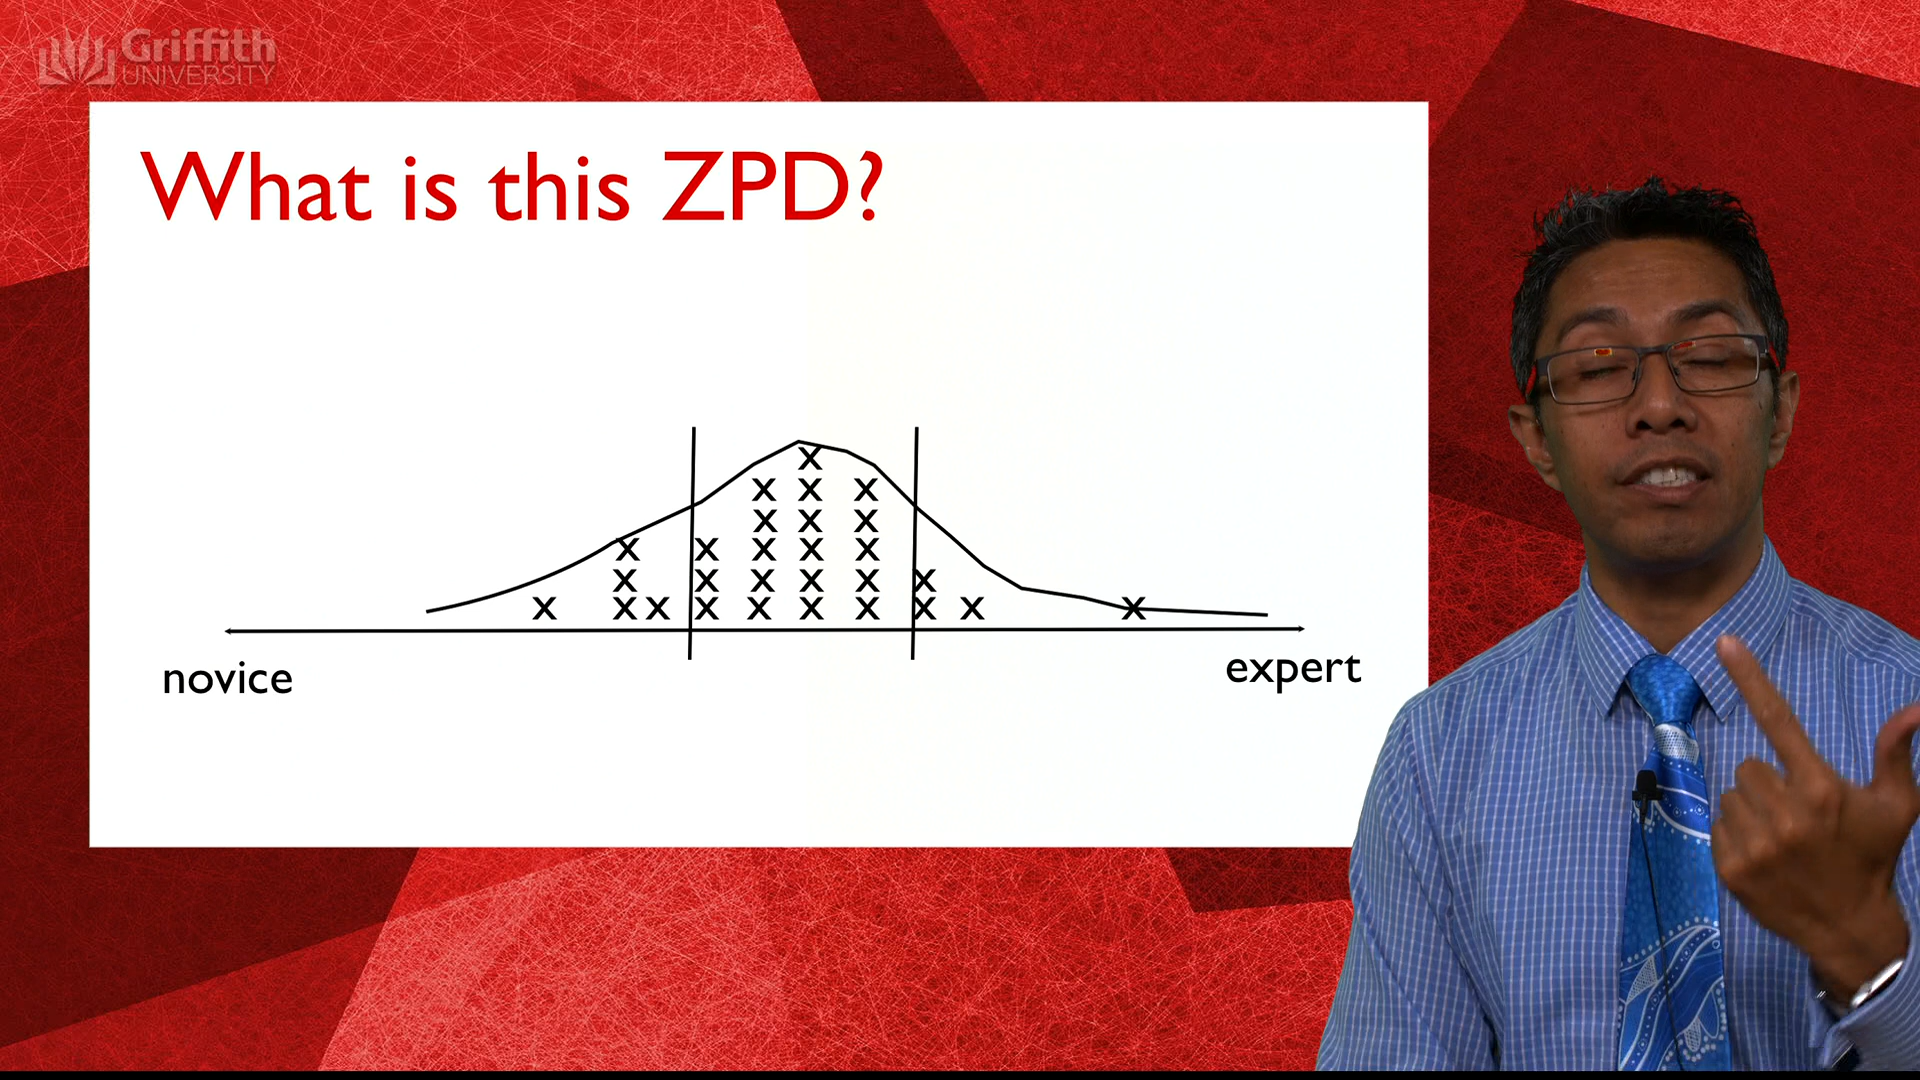 Griffith
UNIVERSITY
What is this ZPD?
x
x x x
x x x
x x x x x
x x x x x x
x x x x x x x x x x
novice
expert